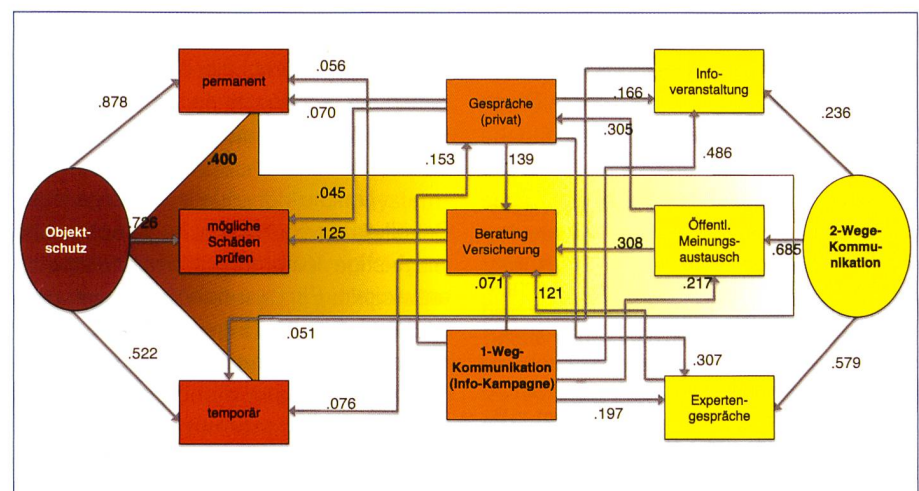 permanent
.056
Info-
veranstaltung
.878
.070
Gespräche
(privat)
.166
.236
.305
.400
.153
.139
.486
.045
Objekt-
schutz
.726
mögliche
Schäden
prüfen
.125
Beratung
Versicherung
.308
Öffentl.
Meinungs-
austausch
.685
2-Wege-
Kommu-
nikation
.071
.121
.217
.051
.522
1-Weg-
Kommunikation
(Info-Kampagne)
.307
.579
temporär
.076
.197
Experten-
gespräche